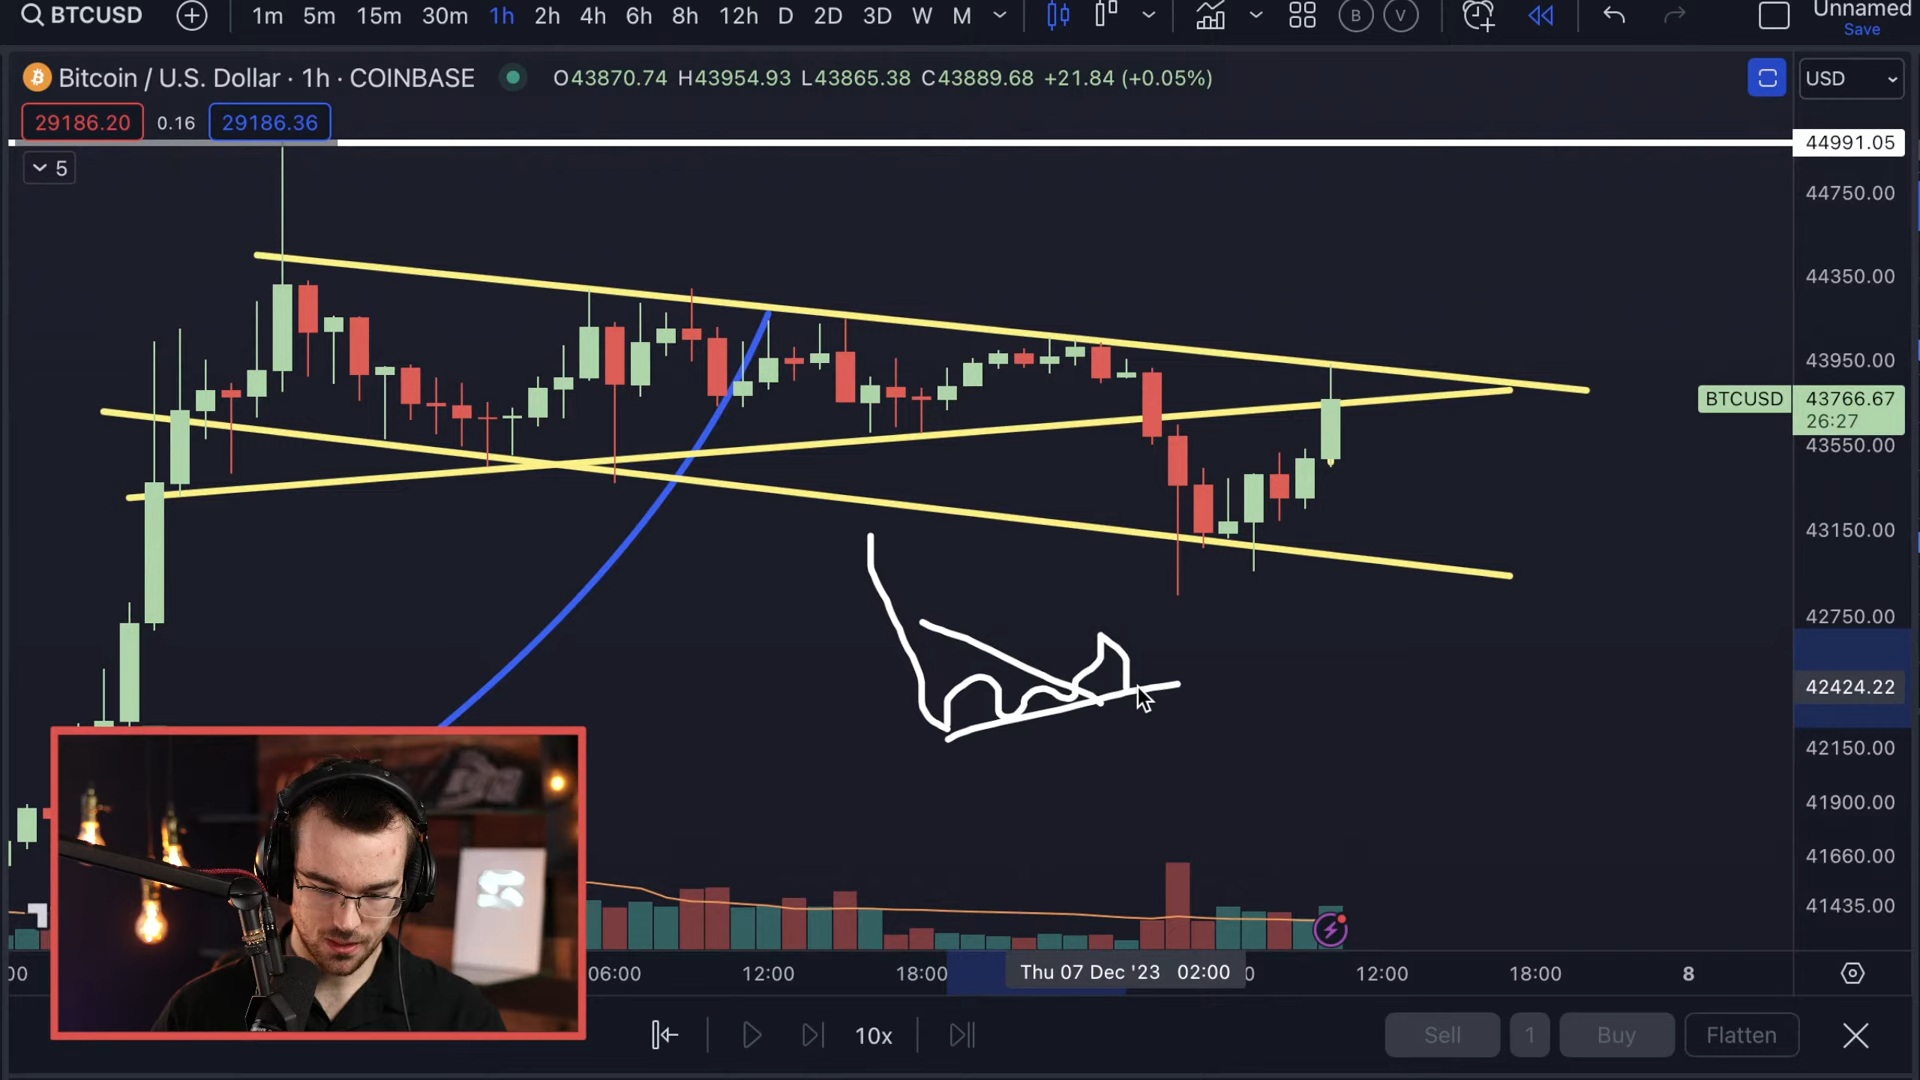 BTCUSD 1m 5m 15m 30m 1h 2h 4h 6h 8h 12h D 2D 3D W M B V Unnamed
Save
Bitcoin / U.S. Dollar · 1h · COINBASE O43870.74 H43954.93 L43865.38 C43889.68 +21.84 (+0.05%) USD
29186.20 0.16 29186.36
44991.05
5
44750.00
44350.00
43950.00
BTCUSD 43766.67
26:27
43550.00
43150.00
42750.00
42424.22
42150.00
41900.00
41660.00
41435.00
00 06:00 12:00 18:00 Thu 07 Dec '23 02:00 0 12:00 18:00 8
10x Sell 1 Buy Flatten